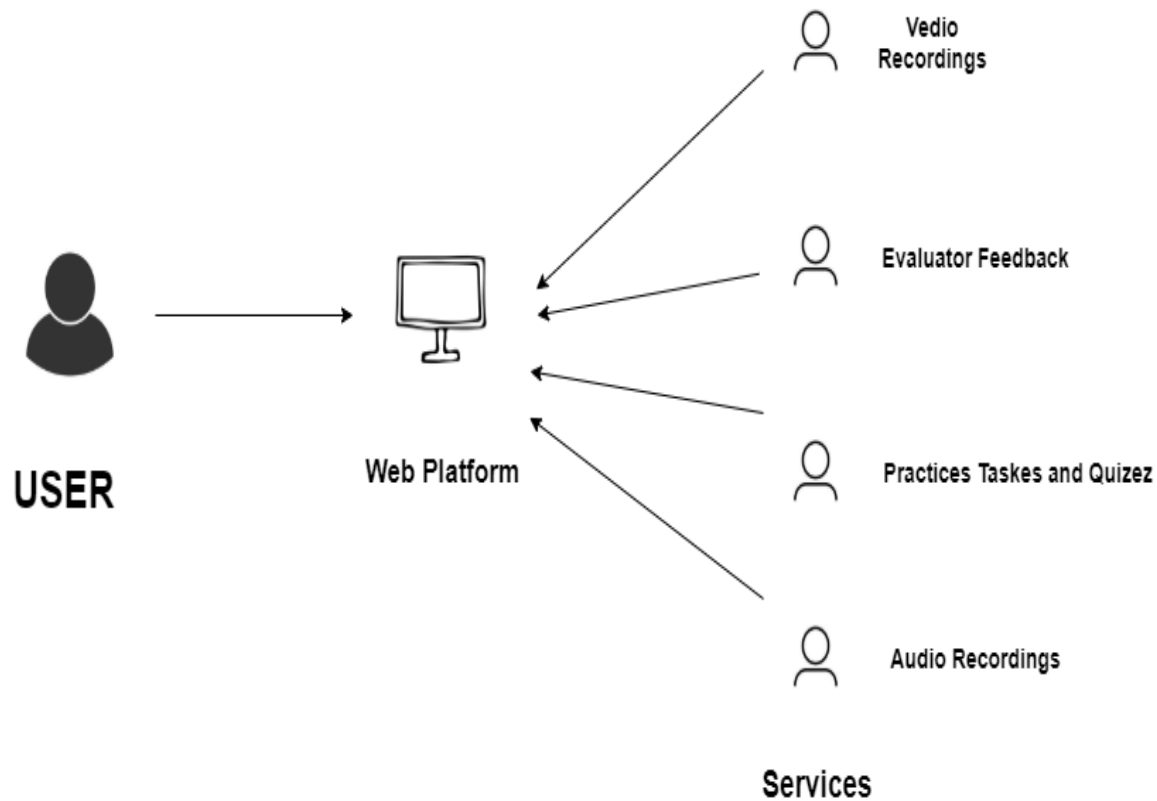 Vedio
Recordings
Evaluator Feedback
Web Platform
USER
Practices Taskes and Quizez
Audio Recordings
Services